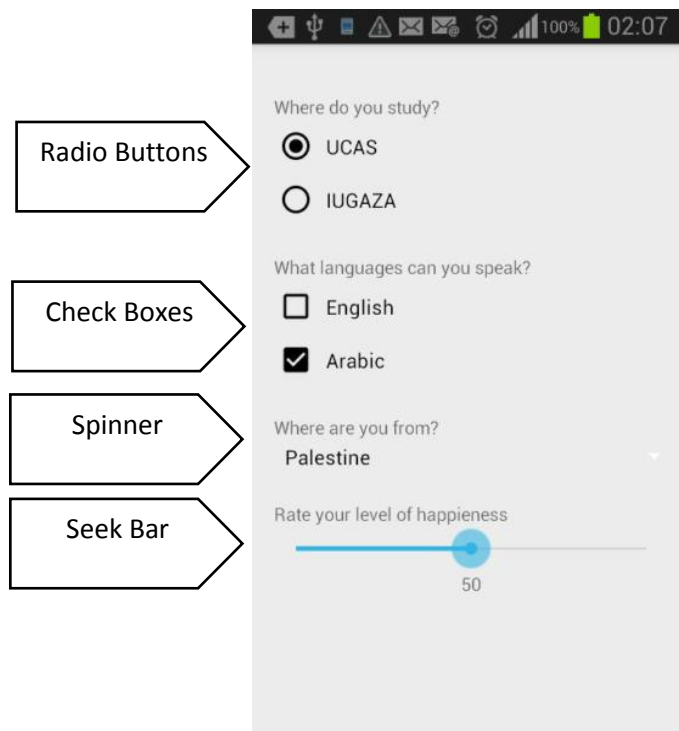 100% 02:07
Where do you study?
Radio Buttons
UCAS
IUGAZA
What languages can you speak?
Check Boxes
English
Arabic
Spinner
Where are you from?
Palestine
Rate your level of happieness
Seek Bar
50